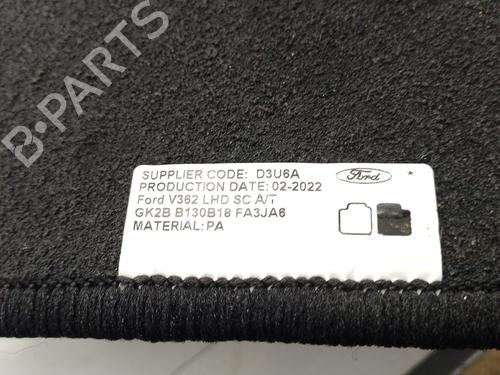 B-PARTS
SUPPLIER CODE: D3U6A
PRODUCTION DATE: 02-2022
Ford V362 LHD SC A/T
GK2B B130B18 FA3JA6
MATERIAL: PA
Ford *